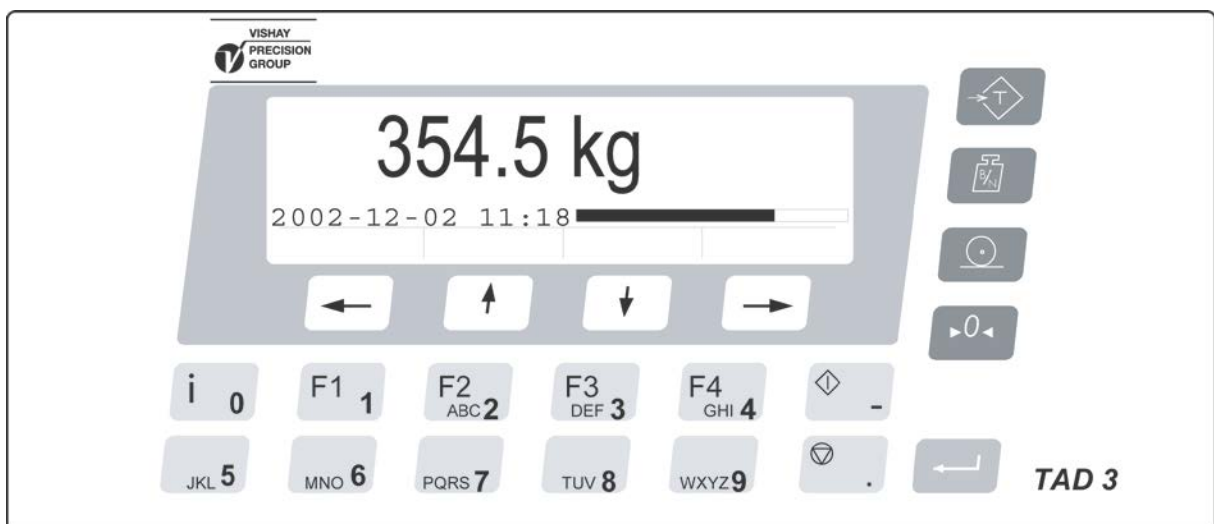 VISHAY
PRECISION
GROUP
T
354.5 kg
B/N
2002-12-02 11:18
0
i 0
F1 1
F2 ABC 2
F3 DEF 3
F4 GHI 4
-
JKL 5
MNO 6
PQRS 7
TUV 8
WXYZ 9
.
TAD 3